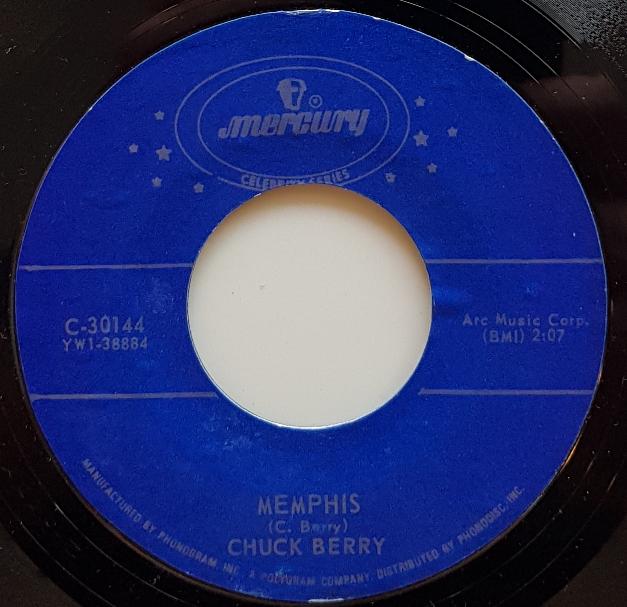 mercury ®
CELEBRITY SERIES
C-30144
YW1-38884
Arc Music Corp.
(BMI) 2:07
MEMPHIS
(C. Berry)
CHUCK BERRY
MANUFACTURED BY PHONOGRAM INC. A POLYGRAM COMPANY. DISTRIBUTED BY PHONODISC, INC.